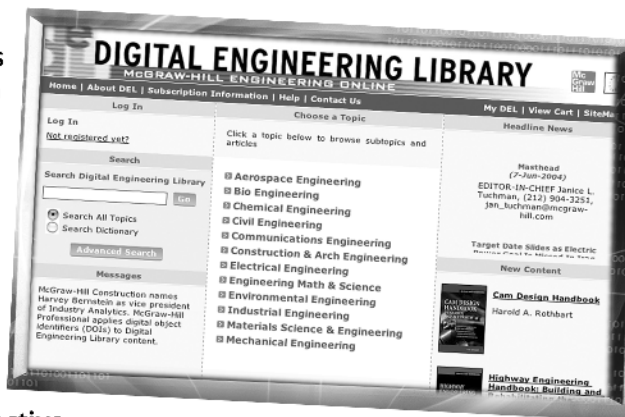 DIGITAL ENGINEERING LIBRARY
McGRAW-HILL ENGINEERING ONLINE
Mc
Graw
Hill
Home | About DEL | Subscription Information | Help | Contact Us
My DEL | View Cart | SiteMa
Log In
Log In
Not registered yet?
Search
Search Digital Engineering Library
Go
Search All Topics
Search Dictionary
Advanced Search
Messages
McGraw-Hill Construction names
Harvey Bernstein as vice president
of Industry Analytics. McGraw-Hill
Professional applies digital object
identifiers (DOIs) to Digital
Engineering Library content.
Choose a Topic
Click a topic below to browse subtopics and
articles
Aerospace Engineering
Bio Engineering
Chemical Engineering
Civil Engineering
Communications Engineering
Construction & Arch Engineering
Electrical Engineering
Engineering Math & Science
Environmental Engineering
Industrial Engineering
Materials Science & Engineering
Mechanical Engineering
Headline News
Masthead
(7-Jun-2004)
EDITOR-IN-CHIEF Janice L.
Tuchman, (212) 904-3251,
jan_tuchman@mcgraw-
hill.com
Target Date Slides as Electric
New Content
CAM DESIGN
HANDBOOK
Cam Design Handbook
Harold A. Rothbart
Highway Engineering
Handbook: Building and